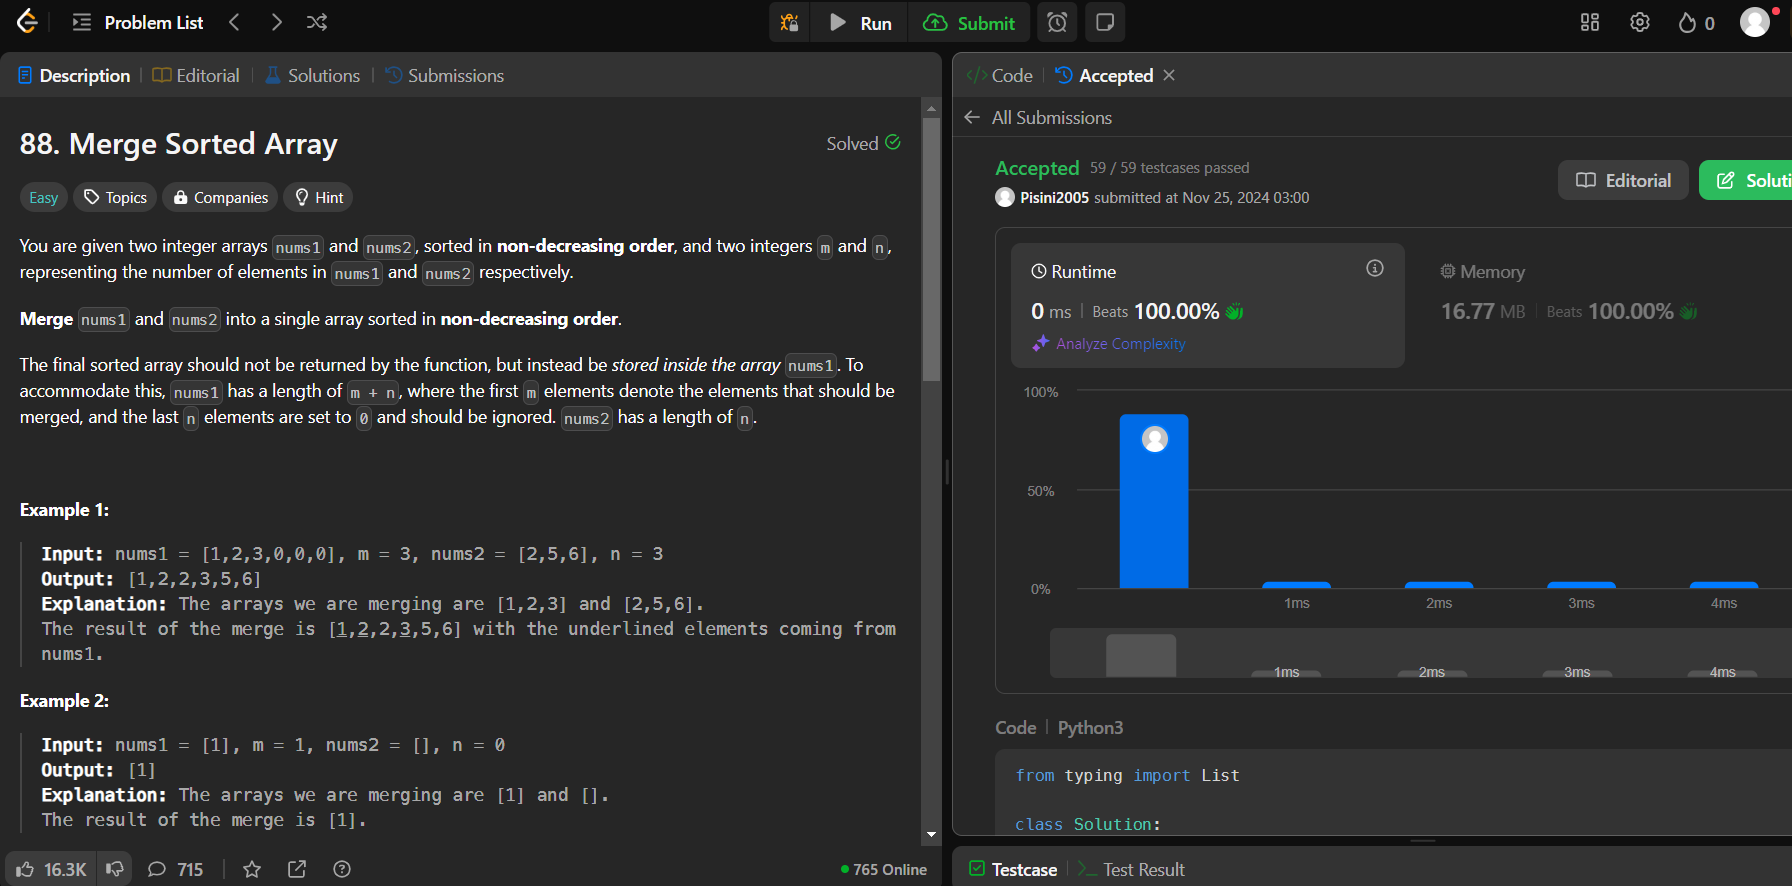 Problem List
Run
Submit
0
Description
Editorial
Solutions
Submissions
88. Merge Sorted Array
Solved
Easy
Topics
Companies
Hint
You are given two integer arrays nums1 and nums2, sorted in non-decreasing order, and two integers m and n,
representing the number of elements in nums1 and nums2 respectively.
Merge nums1 and nums2 into a single array sorted in non-decreasing order.
The final sorted array should not be returned by the function, but instead be stored inside the array nums1. To
accommodate this, nums1 has a length of m + n, where the first m elements denote the elements that should be
merged, and the last n elements are set to 0 and should be ignored. nums2 has a length of n.
Example 1:
Input: nums1 = [1,2,3,0,0,0], m = 3, nums2 = [2,5,6], n = 3
Output: [1,2,2,3,5,6]
Explanation: The arrays we are merging are [1,2,3] and [2,5,6].
The result of the merge is [1,2,2,3,5,6] with the underlined elements coming from
nums1.
Example 2:
Input: nums1 = [1], m = 1, nums2 = [], n = 0
Output: [1]
Explanation: The arrays we are merging are [1] and [].
The result of the merge is [1].
16.3K
715
765 Online
Code
Accepted
All Submissions
Accepted 59 / 59 testcases passed
Pisini2005 submitted at Nov 25, 2024 03:00
Editorial
Soluti
Runtime
0 ms | Beats 100.00%
Analyze Complexity
Memory
16.77 MB | Beats 100.00%
100%
50%
0%
1ms
2ms
3ms
4ms
1ms
2ms
3ms
4ms
Code | Python3
from typing import List
class Solution:
Testcase
Test Result